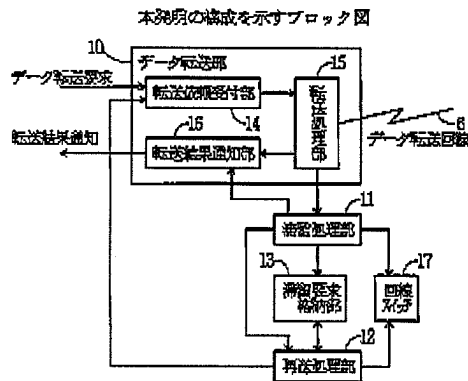 本発明の構成を示すブロック図
10
データ転送部
15
データ転送要求
転送依頼受付部
14
転送処理部
16
転送結果通知
転送結果通知部
6
データ転送回線
11
滞留処理部
13
滞留要求格納部
17
回線スイッチ
12
再送処理部